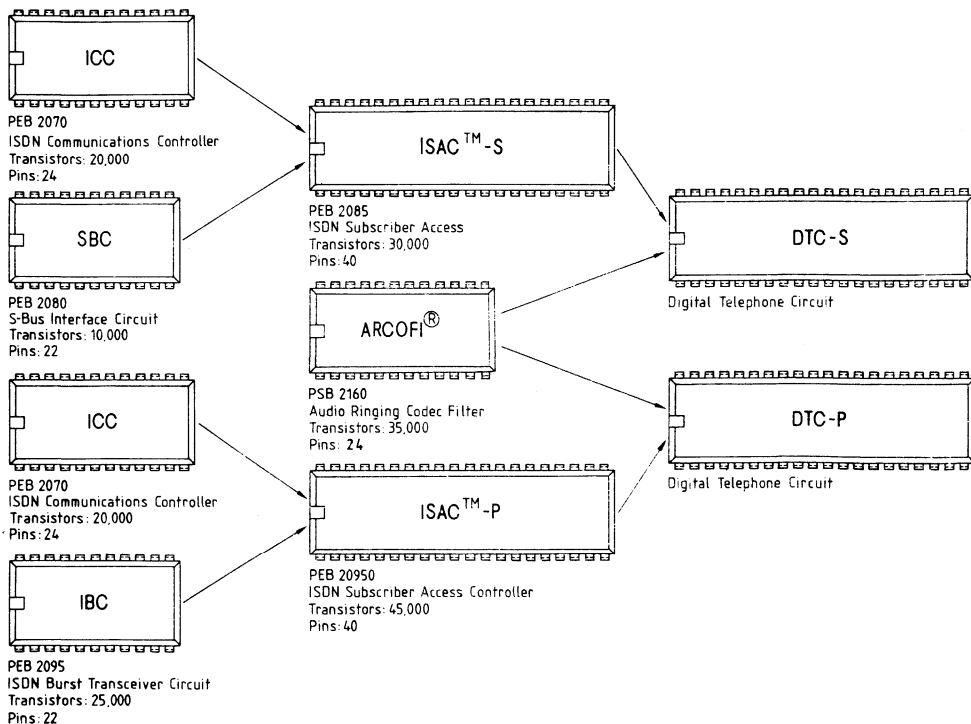 ICC
PEB 2070
ISDN Communications Controller
Transistors: 20,000
Pins: 24
SBC
PEB 2080
S-Bus Interface Circuit
Transistors: 10,000
Pins: 22
ICC
PEB 2070
ISDN Communications Controller
Transistors: 20,000
Pins: 24
IBC
PEB 2095
ISDN Burst Transceiver Circuit
Transistors: 25,000
Pins: 22
ISAC™-S
PEB 2085
ISDN Subscriber Access
Transistors: 30,000
Pins: 40
ARCOFI®
PSB 2160
Audio Ringing Codec Filter
Transistors: 35,000
Pins: 24
ISAC™-P
PEB 20950
ISDN Subscriber Access Controller
Transistors: 45,000
Pins: 40
DTC-S
Digital Telephone Circuit
DTC-P
Digital Telephone Circuit